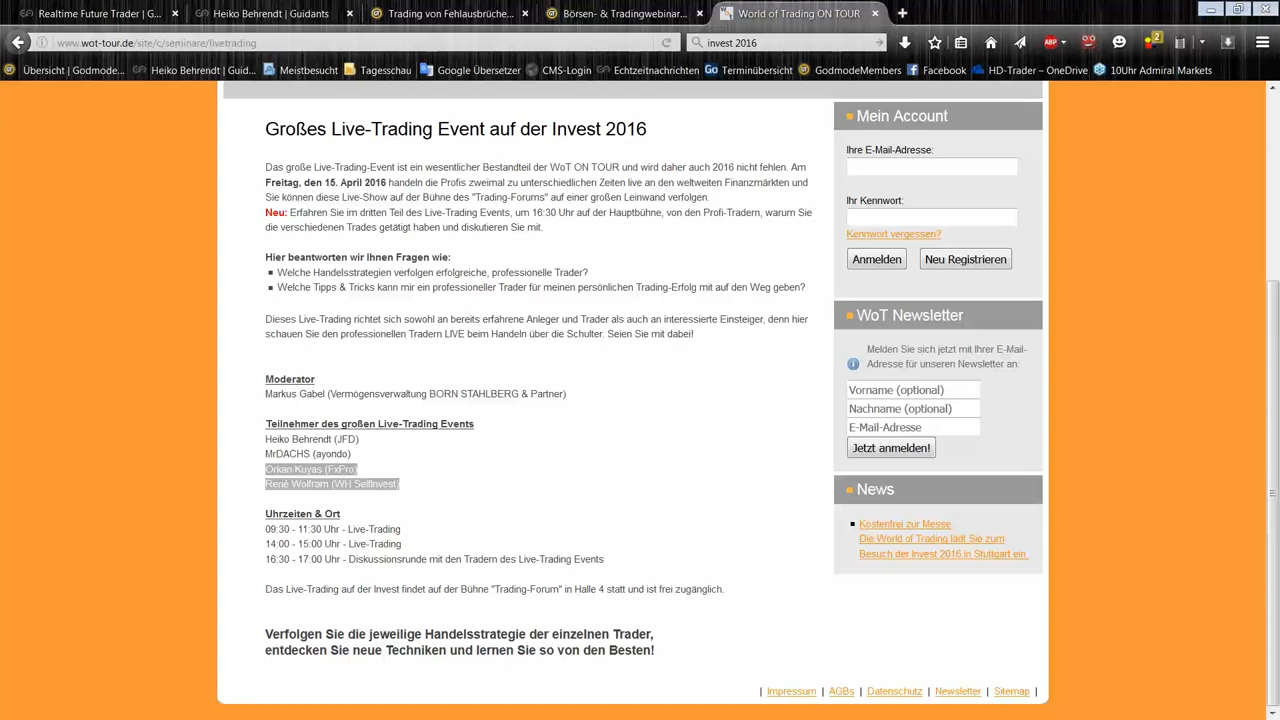 Realtime Future Trader | G...
Heiko Behrendt | Guidants
Trading von Fehlausbrüche...
Börsen- & Tradingwebinar...
World of Trading ON TOUR
www.wot-tour.de/site/c/seminare/livetrading
invest 2016
Übersicht | Godmode...
Heiko Behrendt | Guid...
Meistbesucht
Tagesschau
Google Übersetzer
CMS-Login
Echtzeitnachrichten
Terminübersicht
GodmodeMembers
Facebook
HD-Trader – OneDrive
10Uhr Admiral Markets
ABP
2
Großes Live-Trading Event auf der Invest 2016
Das große Live-Trading-Event ist ein wesentlicher Bestandteil der WoT ON TOUR und wird daher auch 2016 nicht fehlen. Am
Freitag, den 15. April 2016 handeln die Profis zweimal zu unterschiedlichen Zeiten live an den weltweiten Finanzmärkten und
Sie können diese Live-Show auf der Bühne des "Trading-Forums" auf einer großen Leinwand verfolgen.
Neu: Erfahren Sie im dritten Teil des Live-Trading Events, um 16:30 Uhr auf der Hauptbühne, von den Profi-Tradern, warum Sie
die verschiedenen Trades getätigt haben und diskutieren Sie mit.
Hier beantworten wir Ihnen Fragen wie:
Welche Handelsstrategien verfolgen erfolgreiche, professionelle Trader?
Welche Tipps & Tricks kann mir ein professioneller Trader für meinen persönlichen Trading-Erfolg mit auf den Weg geben?
Dieses Live-Trading richtet sich sowohl an bereits erfahrene Anleger und Trader als auch an interessierte Einsteiger, denn hier
schauen Sie den professionellen Tradern LIVE beim Handeln über die Schulter. Seien Sie mit dabei!
Moderator
Markus Gabel (Vermögensverwaltung BORN STAHLBERG & Partner)
Teilnehmer des großen Live-Trading Events
Heiko Behrendt (JFD)
MrDACHS (ayondo)
Orkan Kuyas (FxPro)
René Wolfram (WH SelfInvest)
Uhrzeiten & Ort
09:30 - 11:30 Uhr - Live-Trading
14:00 - 15:00 Uhr - Live-Trading
16:30 - 17:00 Uhr - Diskussionsrunde mit den Tradern des Live-Trading Events
Das Live-Trading auf der Invest findet auf der Bühne "Trading-Forum" in Halle 4 statt und ist frei zugänglich.
Verfolgen Sie die jeweilige Handelsstrategie der einzelnen Trader,
entdecken Sie neue Techniken und lernen Sie so von den Besten!
Mein Account
Ihre E-Mail-Adresse:
Ihr Kennwort:
Kennwort vergessen?
Anmelden
Neu Registrieren
WoT Newsletter
Melden Sie sich jetzt mit Ihrer E-Mail-
Adresse für unseren Newsletter an:
Vorname (optional)
Nachname (optional)
E-Mail-Adresse
Jetzt anmelden!
News
Kostenfrei zur Messe
Die World of Trading lädt Sie zum
Besuch der Invest 2016 in Stuttgart ein.
| Impressum | AGBs | Datenschutz | Newsletter | Sitemap |